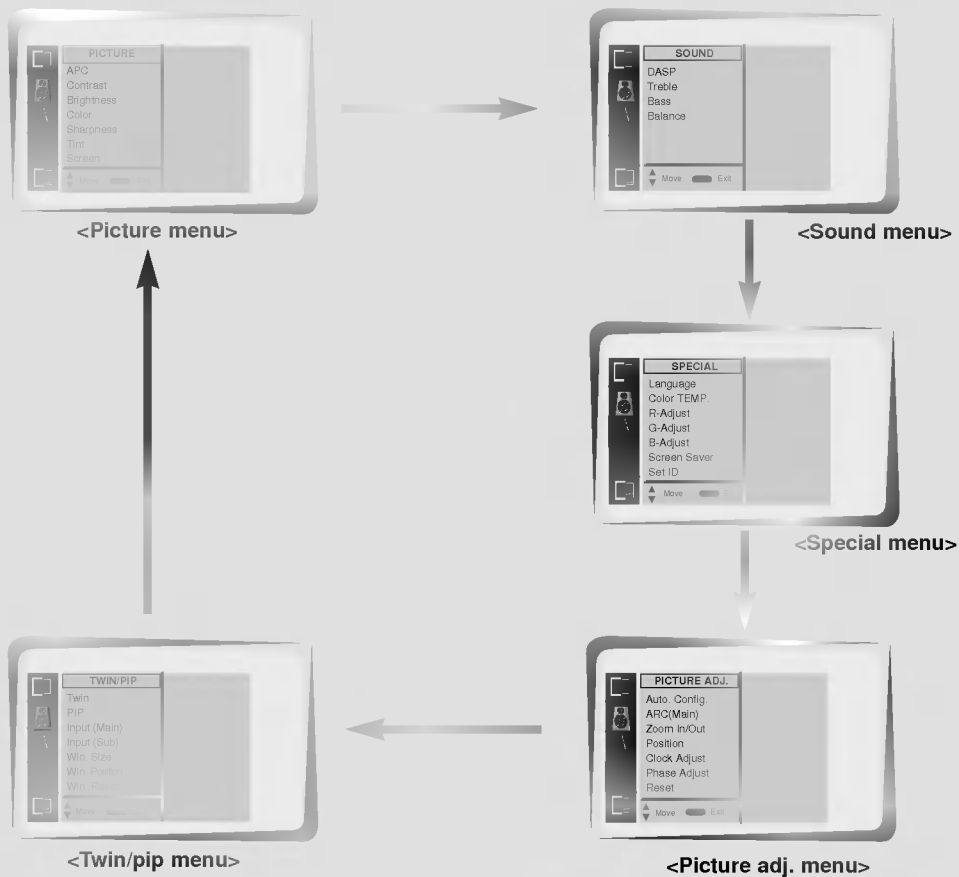 PICTURE
APC
Contrast
Brightness
Color
Sharpness
Tint
Screen
Move Exit
<Picture menu>
SOUND
DASP
Treble
Bass
Balance
Move Exit
<Sound menu>
SPECIAL
Language
Color TEMP.
R-Adjust
G-Adjust
B-Adjust
Screen Saver
Set ID
Move
<Special menu>
TWIN/PIP
Twin
PIP
Input (Main)
Input (Sub)
Win. Size
Win.
Win.
Move
<Twin/pip menu>
PICTURE ADJ.
Auto. Config.
ARC(Main)
Zoom In/Out
Position
Clock Adjust
Phase Adjust
Reset
Move Exit
<Picture adj. menu>